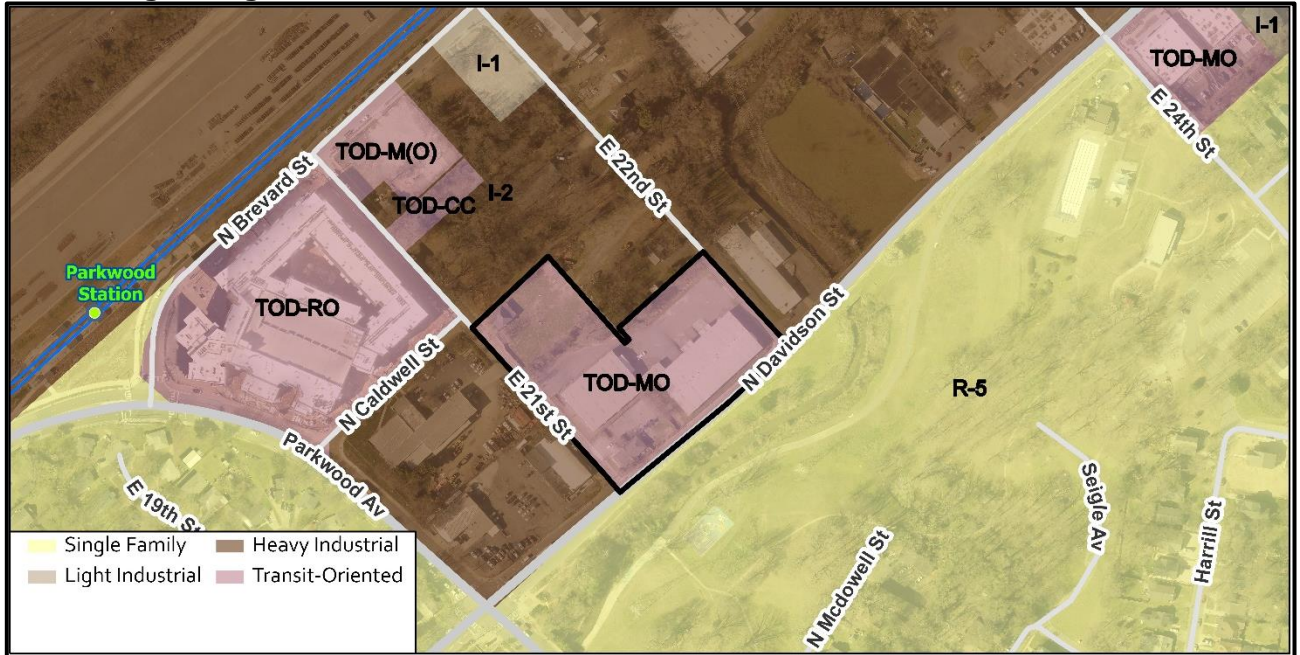 I-1
I-1
TOD-MO
E 24th St
TOD-M(O)
E 22nd St
N Brevard St
TOD-CC
I-2
Parkwood
Station
TOD-RO
N Davidson St
N Caldwell St
TOD-MO
E 21st St
R-5
Parkwood Av
Seigle Av
Harrill St
E 19th St
N Mcdowell St
Single Family
Heavy Industrial
Light Industrial
Transit-Oriented